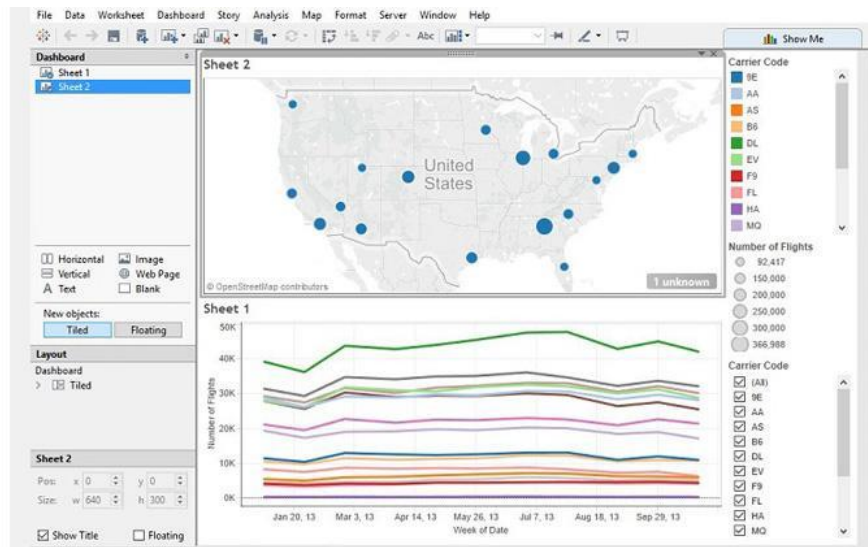 File Data Worksheet Dashboard Story Analysis Map Format Server Window Help
Abc
Show Me
Dashboard
Sheet 1
Sheet 2
Horizontal Image
Vertical Web Page
A Text Blank
New objects:
Tiled Floating
Layout
Dashboard
Tiled
Sheet 2
Pos: x 0 y 0
Size: w 640 h 300
Show Title Floating
Sheet 2
United
States
© OpenStreetMap contributors
1 unknown
Sheet 1
Number of Flights
50K
40K
30K
20K
10K
0K
Jan 20, 13 Mar 3, 13 Apr 14, 13 May 26, 13 Jul 7, 13 Aug 18, 13 Sep 29, 13
Week of Date
Carrier Code
9E
AA
AS
B6
DL
EV
F9
FL
HA
MQ
Number of Flights
92,417
150,000
200,000
250,000
300,000
366,988
Carrier Code
(All)
9E
AA
AS
B6
DL
EV
F9
FL
HA
MQ